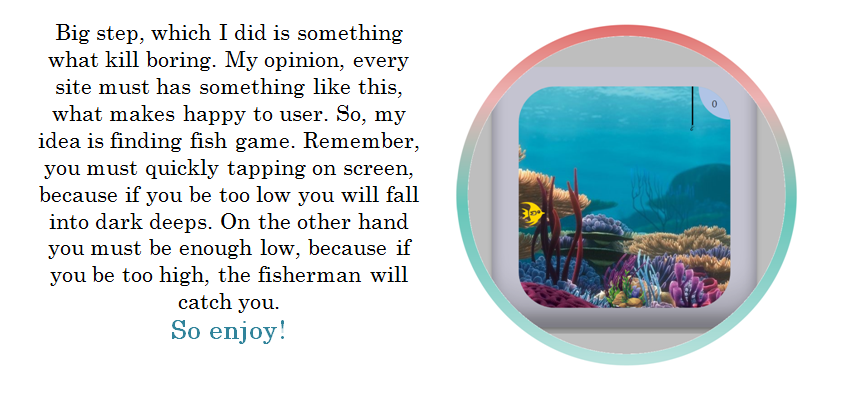 Big step, which I did is something
what kill boring. My opinion, every
site must has something like this,
what makes happy to user. So, my
idea is finding fish game. Remember,
you must quickly tapping on screen,
because if you be too low you will fall
into dark deeps. On the other hand
you must be enough low, because if
you be too high, the fisherman will
catch you.
So enjoy!
0